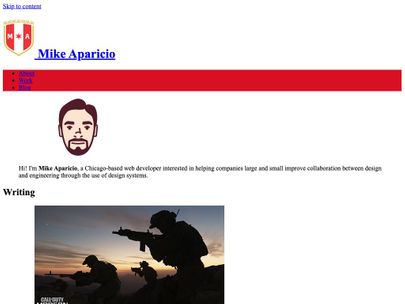 Skip to content
M A
Mike Aparicio
About
Work
Blog
Hi! I'm Mike Aparicio, a Chicago-based web developer interested in helping companies large and small improve collaboration between design
and engineering through the use of design systems.
Writing
CALL OF DUTY